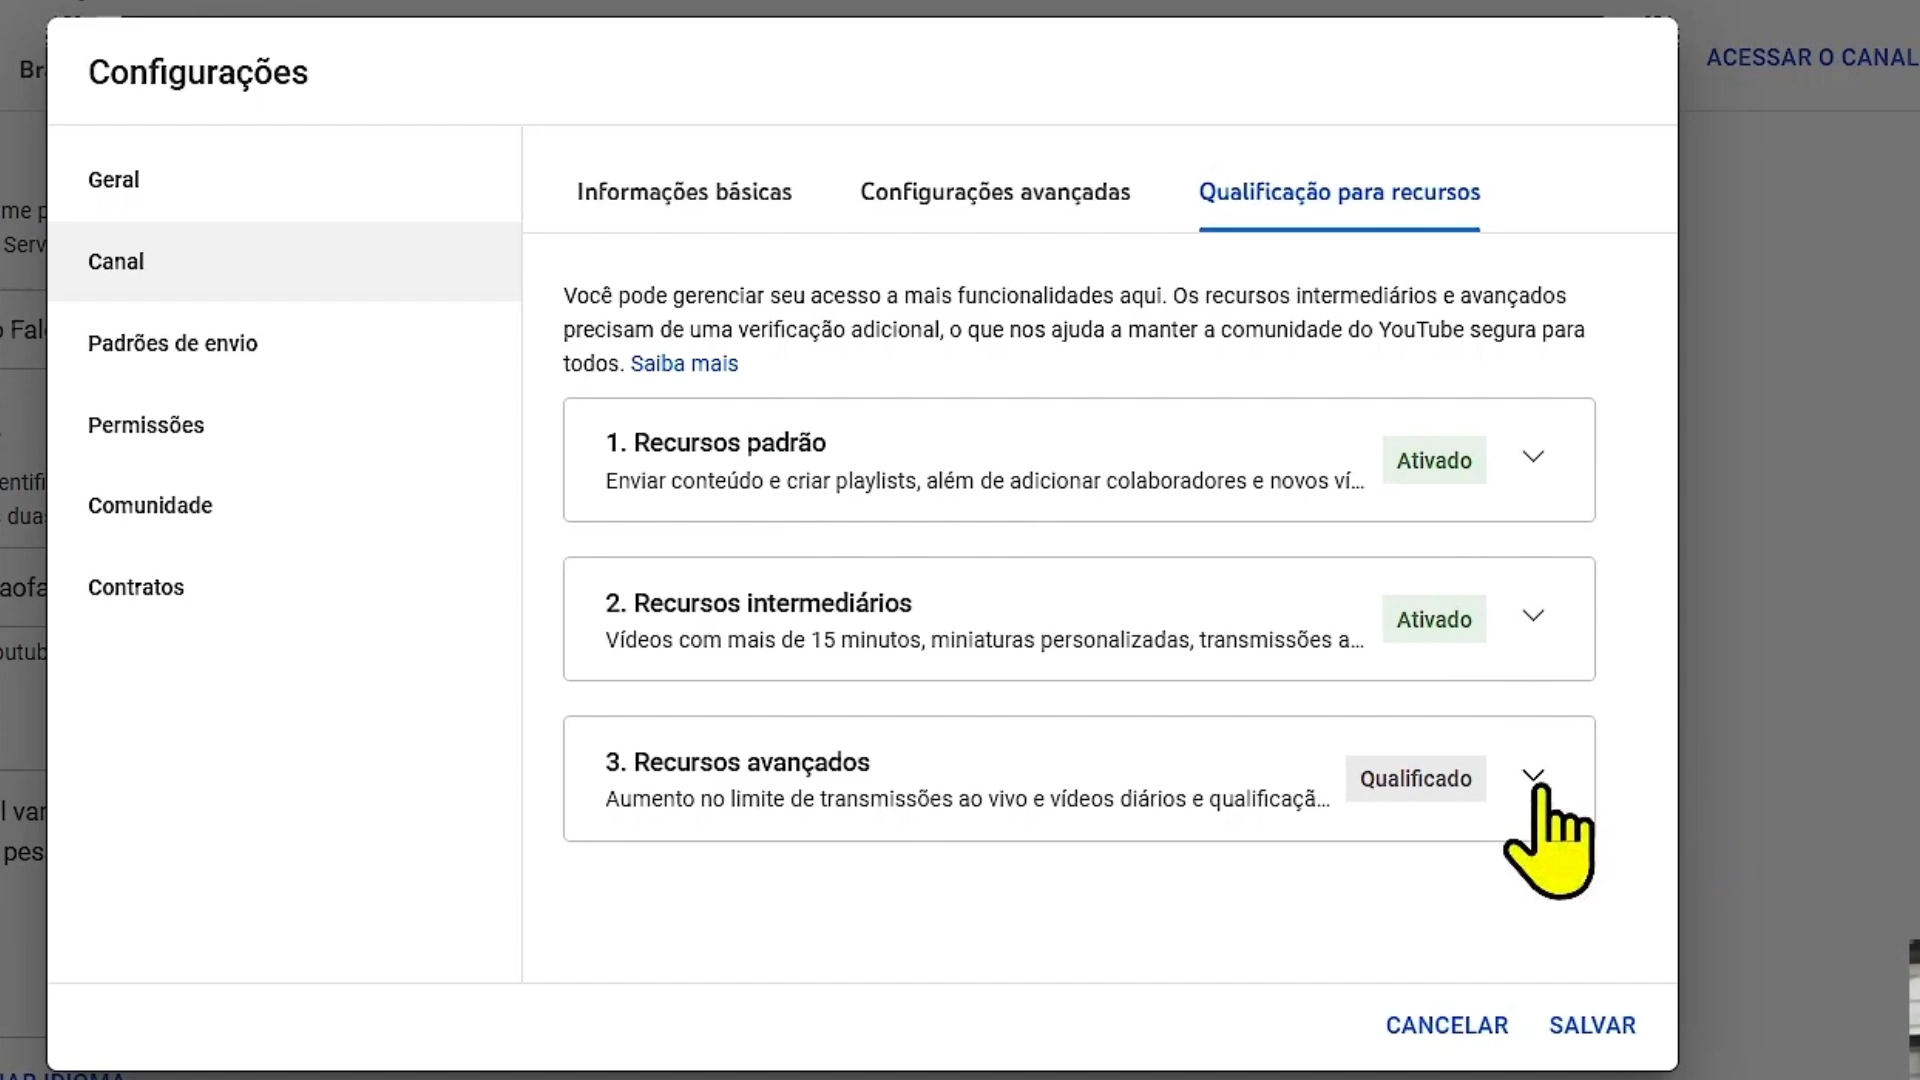 Configurações
ACESSAR O CANAL
Geral
Canal
Padrões de envio
Permissões
Comunidade
Contratos
Informações básicas
Configurações avançadas
Qualificação para recursos
Você pode gerenciar seu acesso a mais funcionalidades aqui. Os recursos intermediários e avançados
precisam de uma verificação adicional, o que nos ajuda a manter a comunidade do YouTube segura para
todos. Saiba mais
1. Recursos padrão
Enviar conteúdo e criar playlists, além de adicionar colaboradores e novos ví...
Ativado
2. Recursos intermediários
Vídeos com mais de 15 minutos, miniaturas personalizadas, transmissões a...
Ativado
3. Recursos avançados
Aumento no limite de transmissões ao vivo e vídeos diários e qualificaçã...
Qualificado
CANCELAR
SALVAR